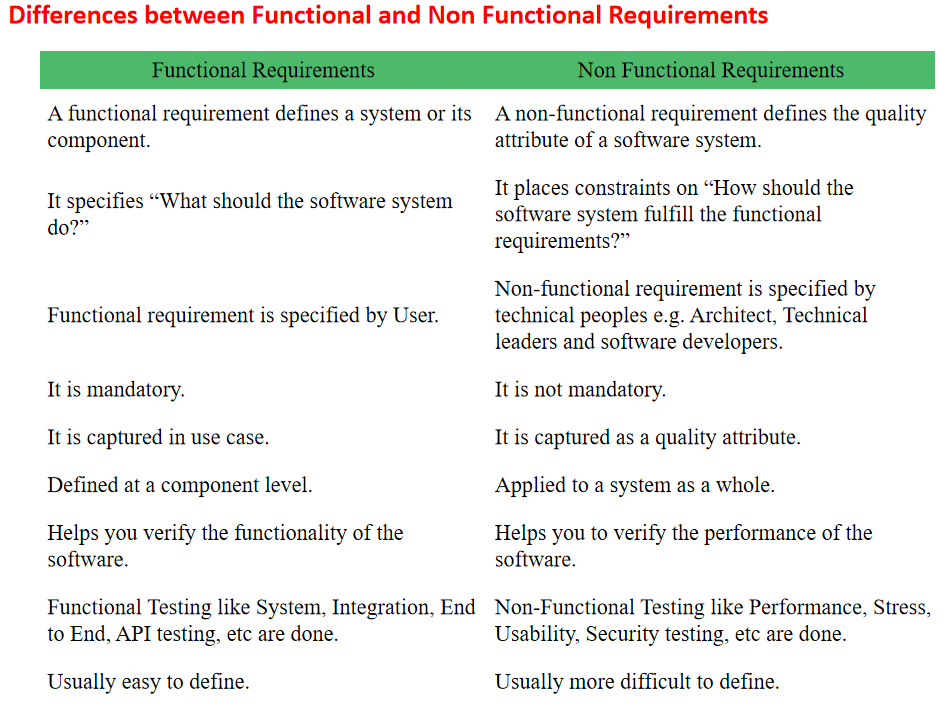 Differences between Functional and Non Functional Requirements
Functional Requirements
Non Functional Requirements
A functional requirement defines a system or its
component.
A non-functional requirement defines the quality
attribute of a software system.
It specifies “What should the software system
do?”
It places constraints on “How should the
software system fulfill the functional
requirements?”
Functional requirement is specified by User.
Non-functional requirement is specified by
technical peoples e.g. Architect, Technical
leaders and software developers.
It is mandatory.
It is not mandatory.
It is captured in use case.
It is captured as a quality attribute.
Defined at a component level.
Applied to a system as a whole.
Helps you verify the functionality of the
software.
Helps you to verify the performance of the
software.
Functional Testing like System, Integration, End
to End, API testing, etc are done.
Non-Functional Testing like Performance, Stress,
Usability, Security testing, etc are done.
Usually easy to define.
Usually more difficult to define.